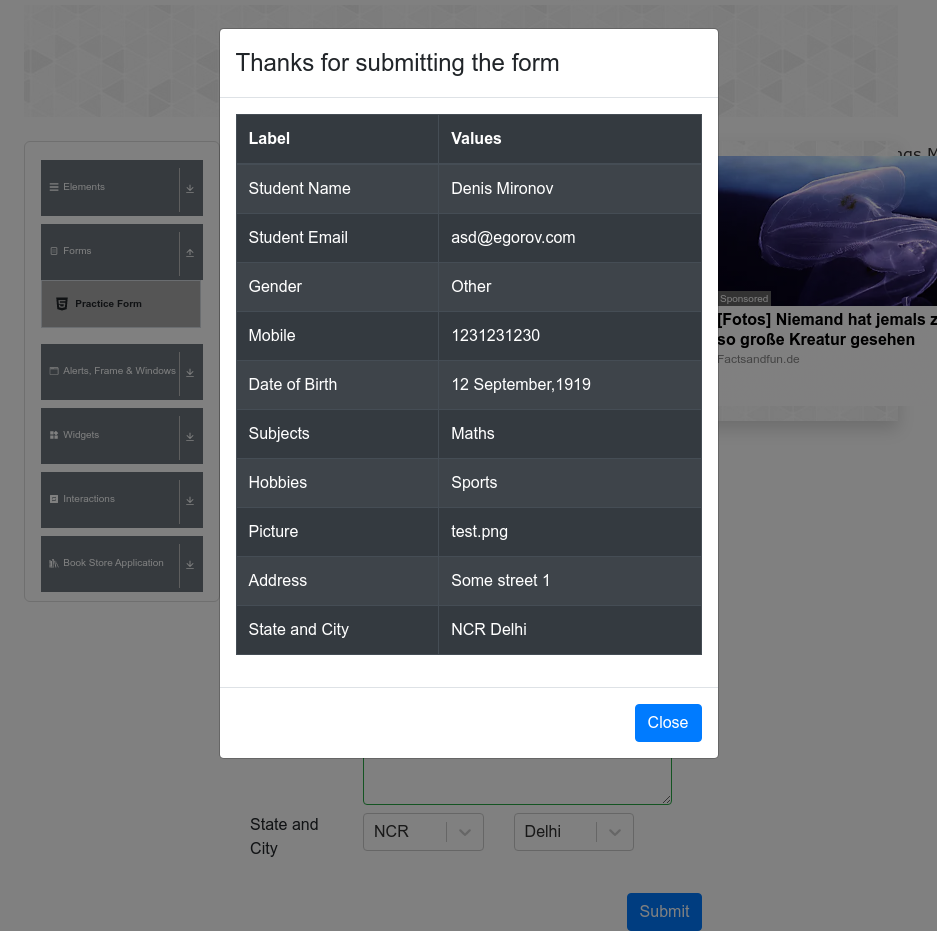 Thanks for submitting the form
Label Values
Student Name Denis Mironov
Student Email asd@egorov.com
Gender Other
Mobile 1231231230
Date of Birth 12 September,1919
Subjects Maths
Hobbies Sports
Picture test.png
Address Some street 1
State and City NCR Delhi
Close
Elements
Forms
Practice Form
Alerts, Frame & Windows
Widgets
Interactions
Book Store Application
Sponsored
[Fotos] Niemand hat jemals
so große Kreatur gesehen
Factsandfun.de
State and
City
NCR
Delhi
Submit